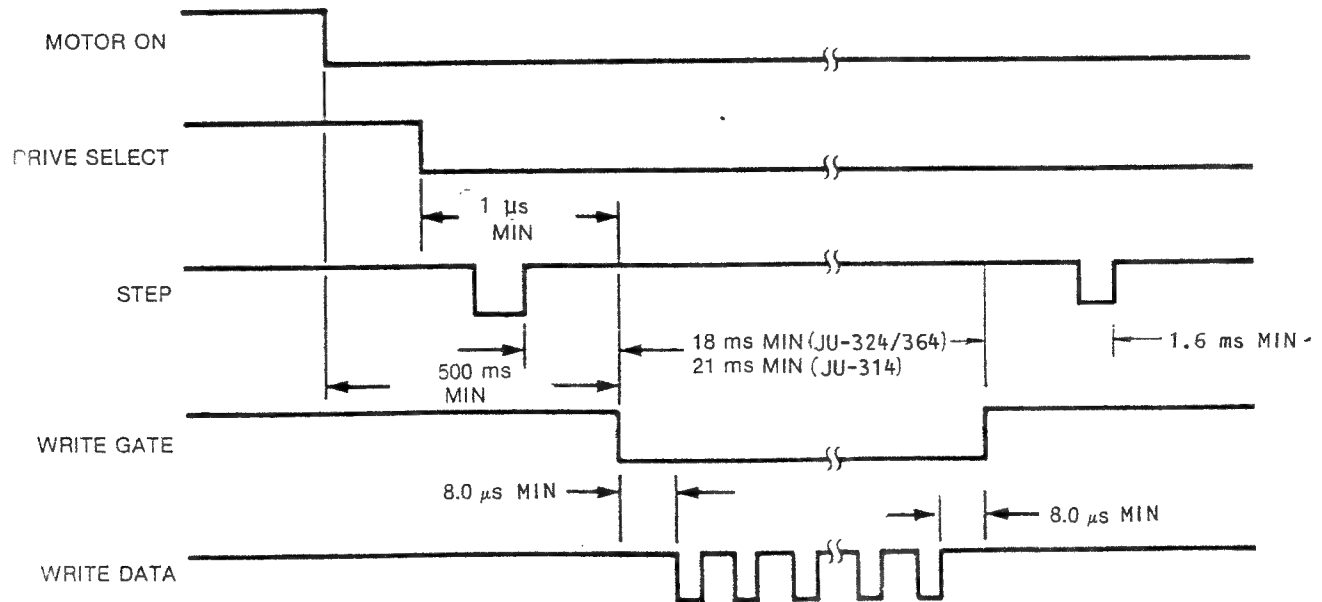 MOTOR ON
DRIVE SELECT
1 μs
MIN
STEP
18 ms MIN (JU-324/364)
21 ms MIN (JU-314)
1.6 ms MIN
500 ms
MIN
WRITE GATE
8.0 μs MIN
8.0 μs MIN
WRITE DATA